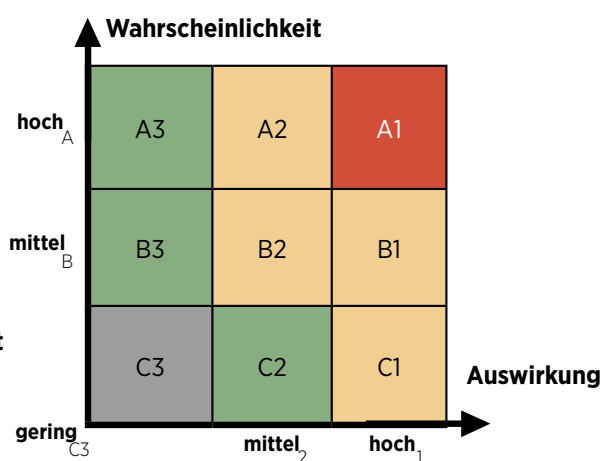 Wahrscheinlichkeit
hoch A
A3 A2 A1
mittel B
B3 B2 B1
t
C3 C2 C1
Auswirkung
gering C3
mittel 2 hoch 1